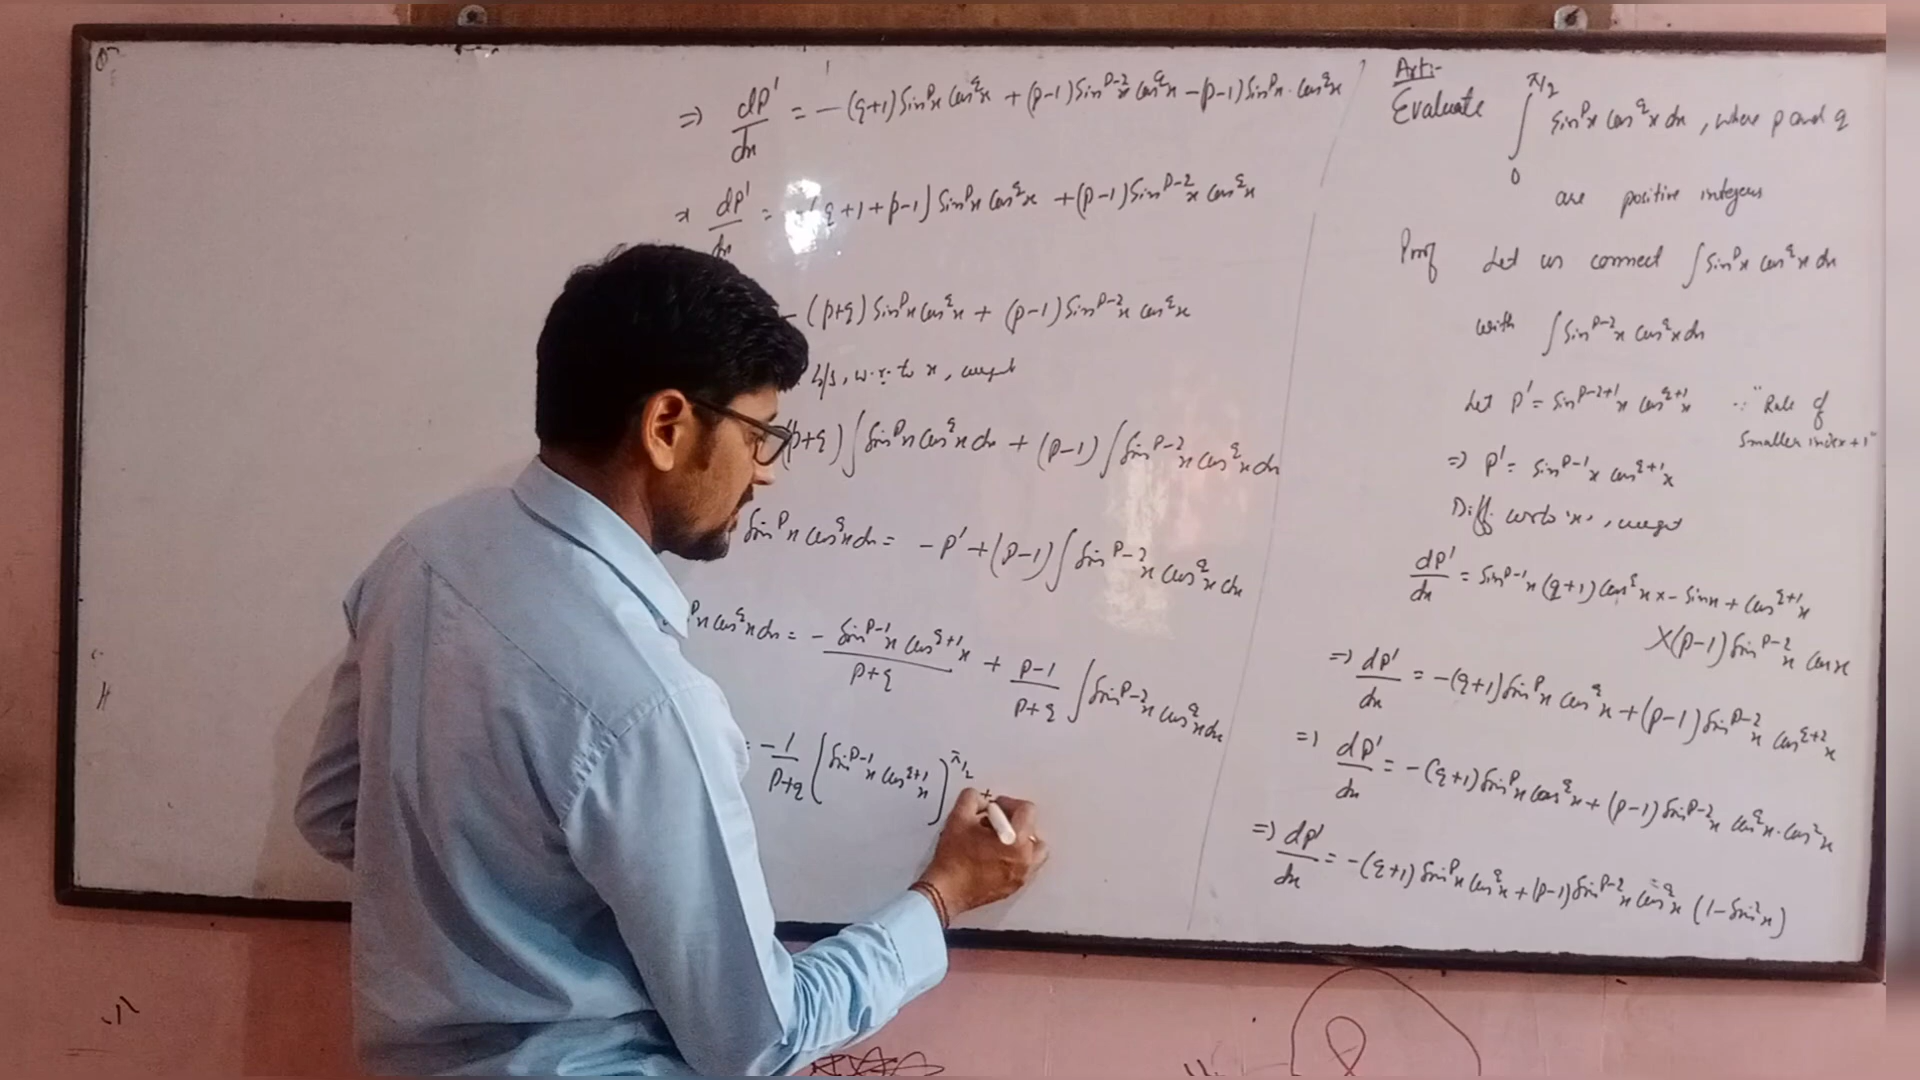 Arti-
Evaluate ∫₀^{π/2} sin^p x cos^q x dx, where p and q
are positive integers
Proof Let us connect ∫ sin^p x cos^q x dx
with ∫ sin^{p-2} x cos^q x dx
Let p' = sin^{p-2+1} x cos^{q+1} x ∵ "Rule of
Smaller index + 1"
=> p' = sin^{p-1} x cos^{q+1} x
Diff w.r.to 'x', we get
dp'/dx = sin^{p-1} x (q+1) cos^q x × - sin x + cos^{q+1} x
X (p-1) sin^{p-2} x cos x
=> dp'/dx = -(q+1) sin^p x cos^q x + (p-1) sin^{p-2} x cos^{q+2} x
=> dp'/dx = -(q+1) sin^p x cos^q x + (p-1) sin^{p-2} x cos^q x · cos² x
=> dp'/dx = -(q+1) sin^p x cos^q x + (p-1) sin^{p-2} x cos^q x (1 - sin² x)
=> dp'/dx = -(q+1) sin^p x cos^q x + (p-1) sin^{p-2} x cos^q x - (p-1) sin^p x · cos^q x
dp'/dx = (q+1+p-1) sin^p x cos^q x + (p-1) sin^{p-2} x cos^q x
- (p+q) sin^p x cos^q x + (p-1) sin^{p-2} x cos^q x
w.r.to x, we get
(p+q) ∫ sin^p x cos^q x dx + (p-1) ∫ sin^{p-2} x cos^q x dx
sin^p x cos^q x dx = -p' + (p-1) ∫ sin^{p-2} x cos^q x dx
^p x cos^q x dx = - (sin^{p-1} x cos^{q+1} x)/(p+q) + (p-1)/(p+q) ∫ sin^{p-2} x cos^q x dx
= -1/(p+q) (sin^{p-1} x cos^{q+1} x)^{π/2} +